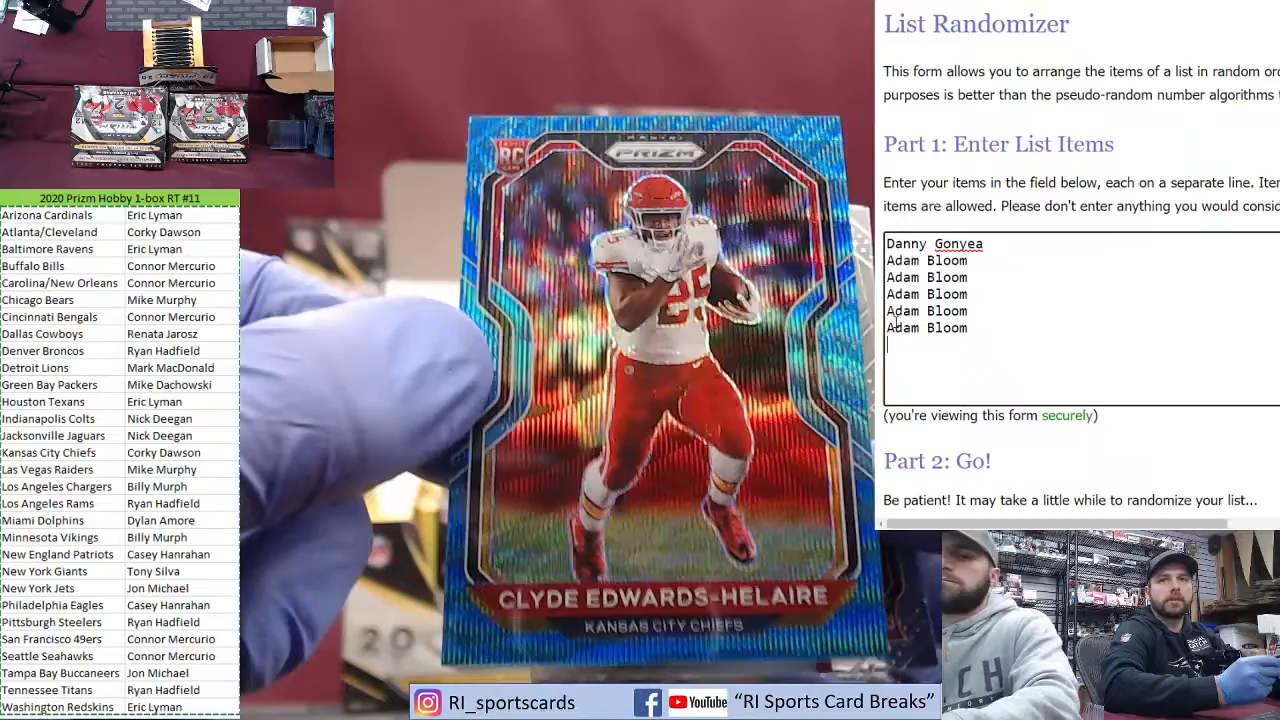 List Randomizer
This form allows you to arrange the items of a list in random
purposes is better than the pseudo-random number algorithms
Part 1: Enter List Items
Enter your items in the field below, each on a separate line.
items are allowed. Please don't enter anything you would
Danny Gonyea
Adam Bloom
Adam Bloom
Adam Bloom
Adam Bloom
Adam Bloom
(you're viewing this form securely)
Part 2: Go!
Be patient! It may take a little while to randomize your list...
2020 Prizm Hobby 1-box RT #11
Arizona Cardinals Eric Lyman
Atlanta/Cleveland Corky Dawson
Baltimore Ravens Eric Lyman
Buffalo Bills Connor Mercurio
Carolina/New Orleans Connor Mercurio
Chicago Bears Mike Murphy
Cincinnati Bengals Connor Mercurio
Dallas Cowboys Renata Jarosz
Denver Broncos Ryan Hadfield
Detroit Lions Mark MacDonald
Green Bay Packers Mike Dachowski
Houston Texans Eric Lyman
Indianapolis Colts Nick Deegan
Jacksonville Jaguars Nick Deegan
Kansas City Chiefs Corky Dawson
Las Vegas Raiders Mike Murphy
Los Angeles Chargers Billy Murph
Los Angeles Rams Ryan Hadfield
Miami Dolphins Dylan Amore
Minnesota Vikings Billy Murph
New England Patriots Casey Hanrahan
New York Giants Tony Silva
New York Jets Jon Michael
Philadelphia Eagles Casey Hanrahan
Pittsburgh Steelers Ryan Hadfield
San Francisco 49ers Connor Mercurio
Seattle Seahawks Connor Mercurio
Tampa Bay Buccaneers Jon Michael
Tennessee Titans Ryan Hadfield
Washington Redskins Eric Lyman
RC
PRIZM
25
CLYDE EDWARDS-HELAIRE
KANSAS CITY CHIEFS
RI_sportscards
YouTube
"RI Sports Card Breaks"